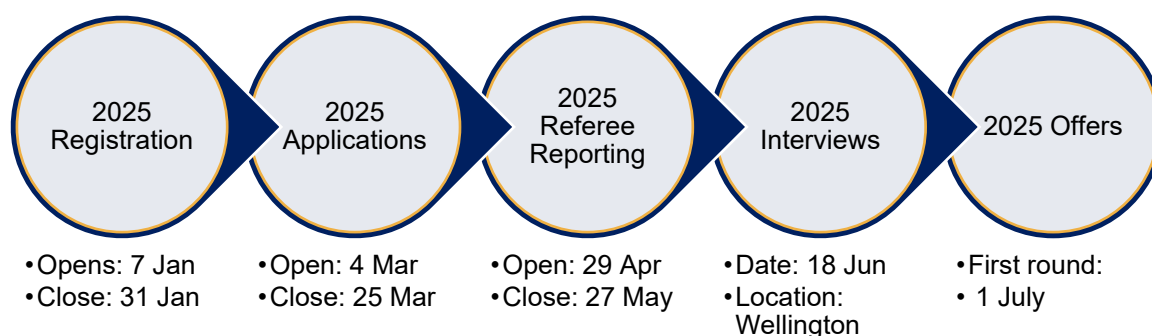 2025
Registration
2025
Applications
2025
Referee
Reporting
2025
Interviews
2025 Offers
•Opens: 7 Jan
•Close: 31 Jan
•Open: 4 Mar
•Close: 25 Mar
•Open: 29 Apr
•Close: 27 May
•Date: 18 Jun
•Location:
Wellington
•First round:
• 1 July